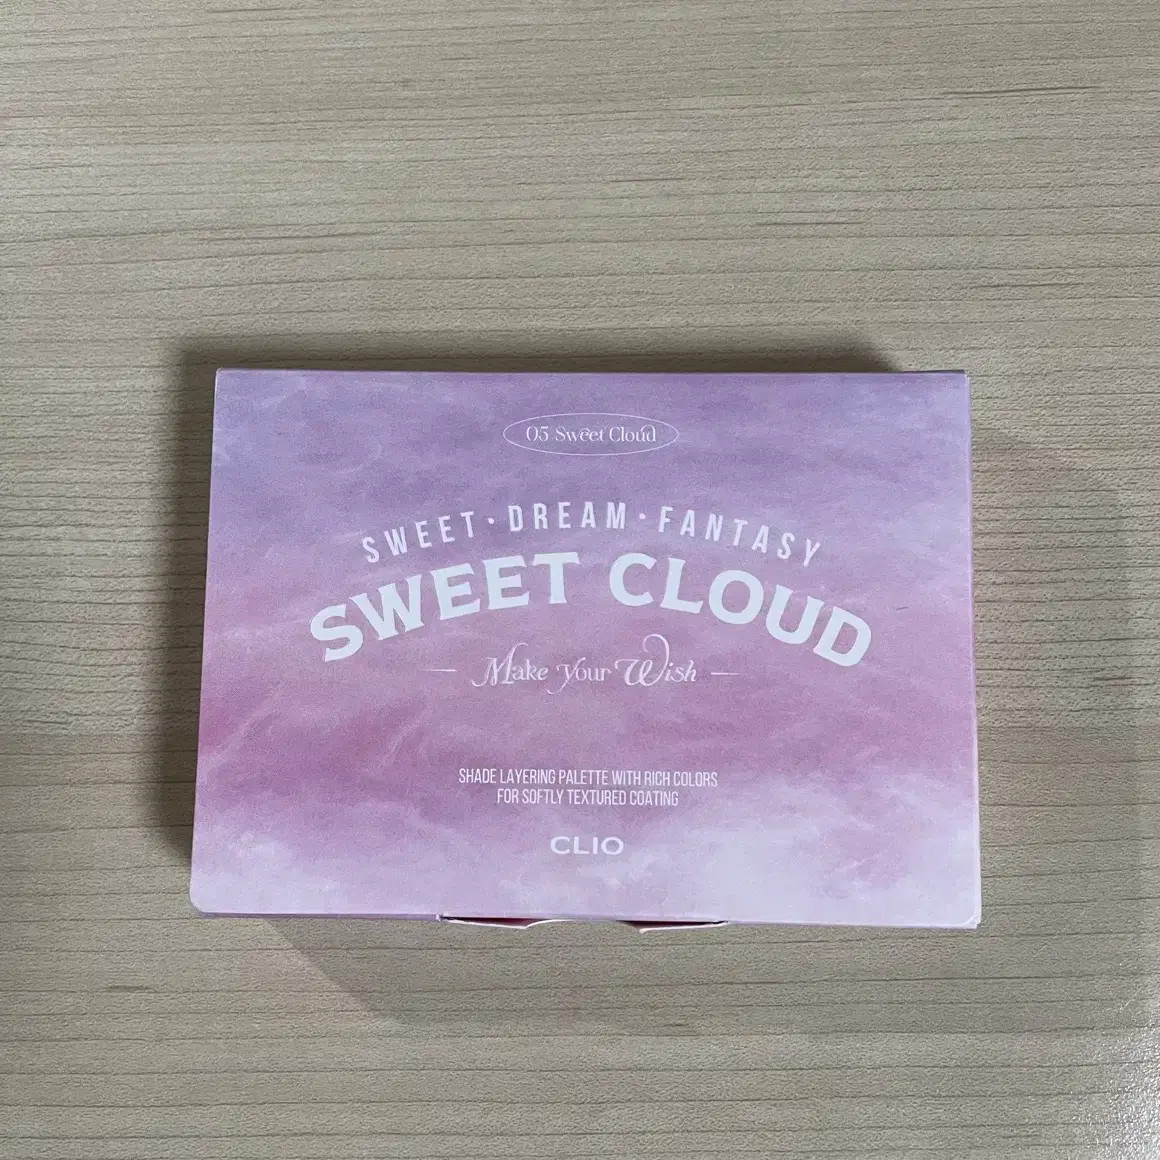 05 Sweet Cloud
SWEET · DREAM · FANTASY
SWEET CLOUD
Make Your Wish
SHADE LAYERING PALETTE WITH RICH COLORS
FOR SOFTLY TEXTURED COATING
CLIO